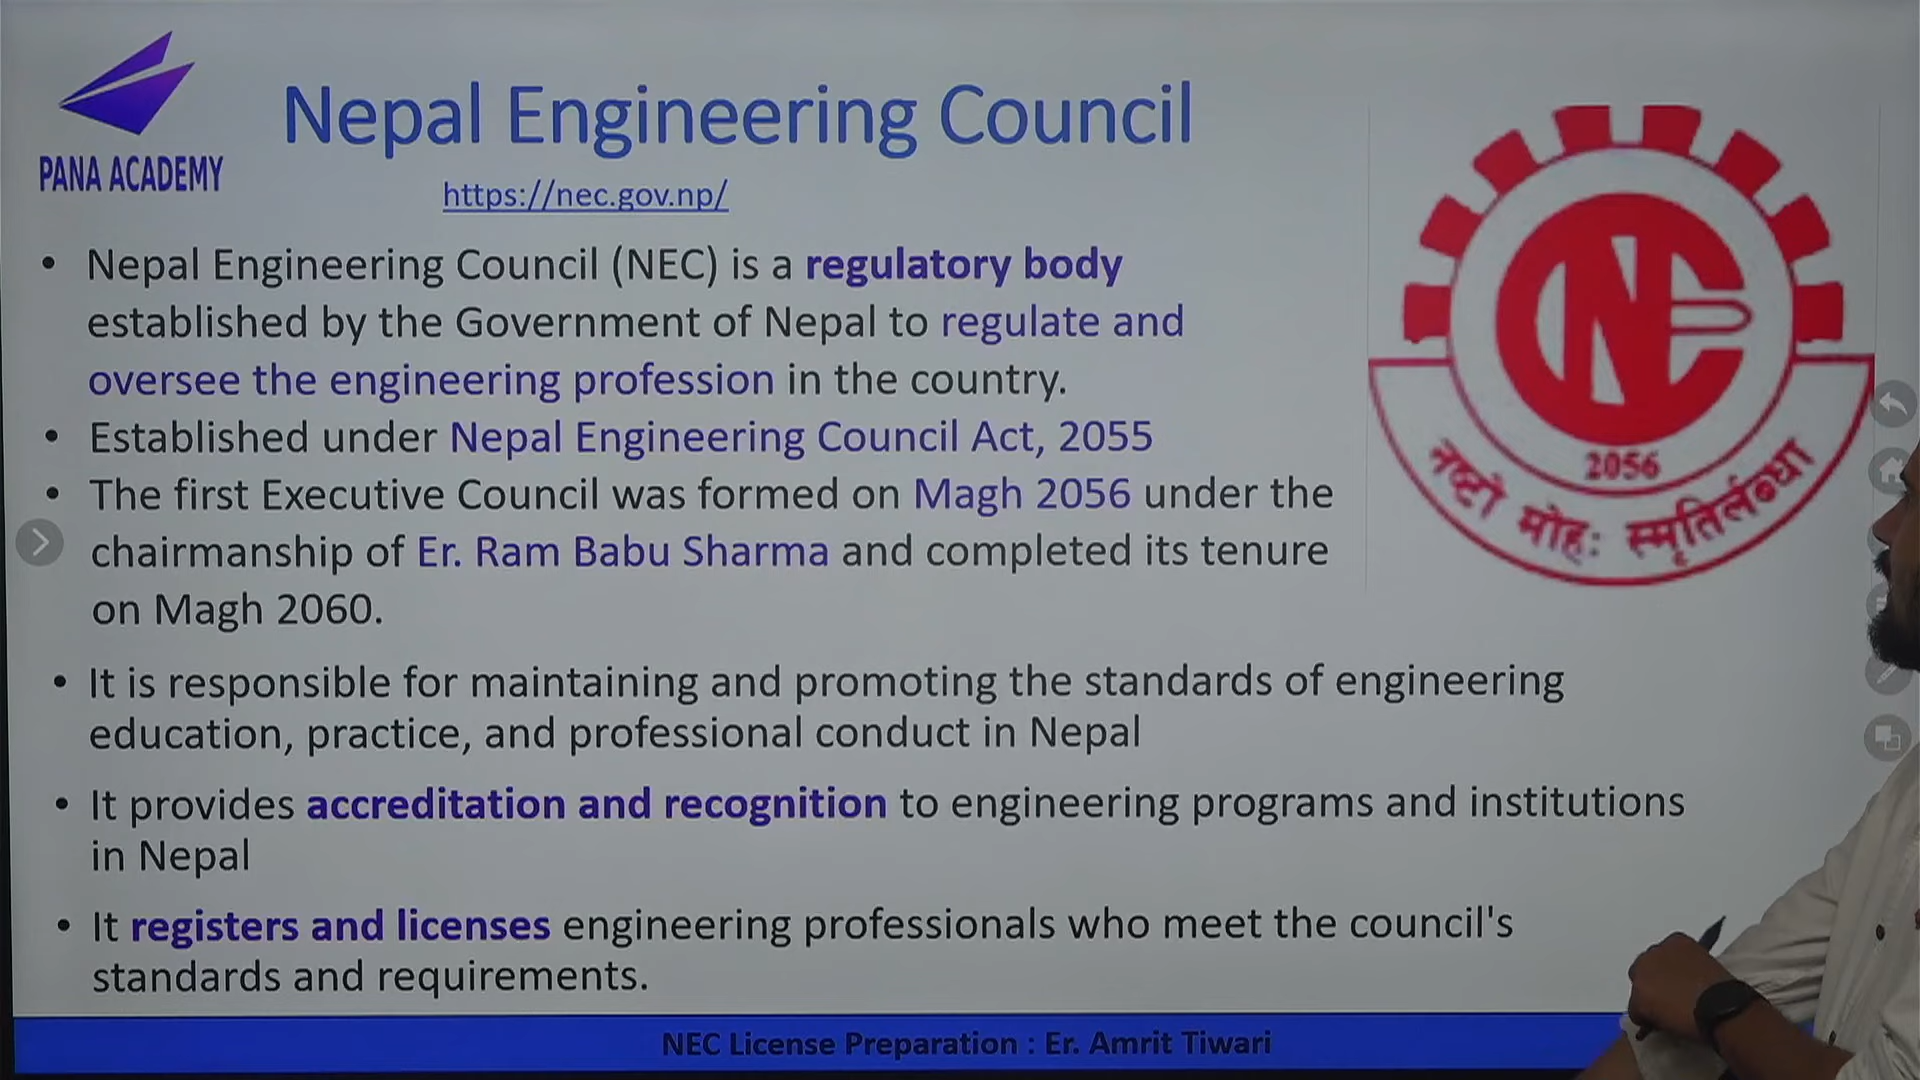 PANA ACADEMY
Nepal Engineering Council
https://nec.gov.np/
• Nepal Engineering Council (NEC) is a regulatory body
established by the Government of Nepal to regulate and
oversee the engineering profession in the country.
• Established under Nepal Engineering Council Act, 2055
• The first Executive Council was formed on Magh 2056 under the
chairmanship of Er. Ram Babu Sharma and completed its tenure
on Magh 2060.
• It is responsible for maintaining and promoting the standards of engineering
education, practice, and professional conduct in Nepal
• It provides accreditation and recognition to engineering programs and institutions
in Nepal
• It registers and licenses engineering professionals who meet the council's
standards and requirements.
NEC
2056
नष्टो मोहः स्मृतिर्लब्धा
NEC License Preparation : Er. Amrit Tiwari